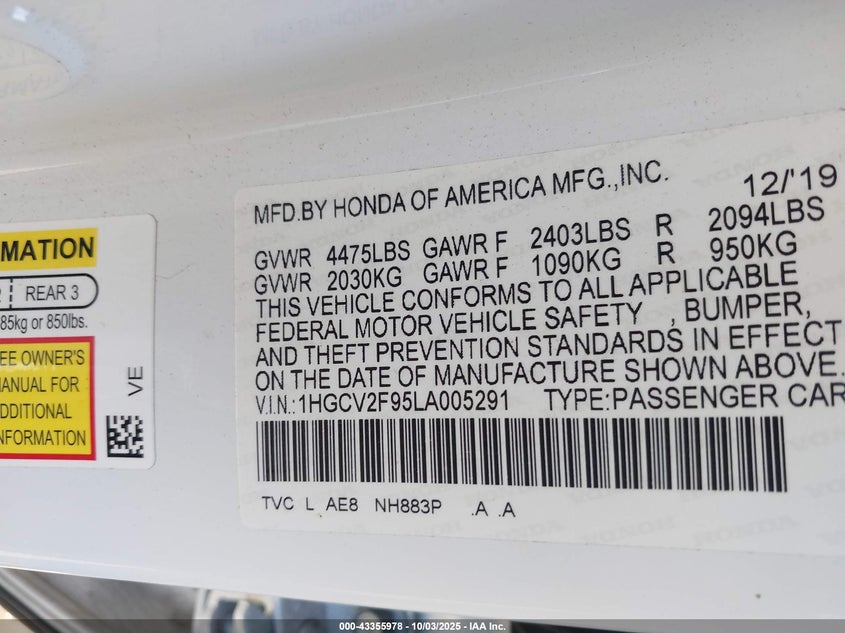 MATION
REAR 3
85kg or 850lbs.
EE OWNER'S
MANUAL FOR
ADDITIONAL
INFORMATION
VE
MFD.BY HONDA OF AMERICA MFG.,INC. 12/'19
GVWR 4475LBS GAWR F 2403LBS R 2094LBS
GVWR 2030KG GAWR F 1090KG R 950KG
THIS VEHICLE CONFORMS TO ALL APPLICABLE
FEDERAL MOTOR VEHICLE SAFETY , BUMPER,
AND THEFT PREVENTION STANDARDS IN EFFECT
ON THE DATE OF MANUFACTURE SHOWN ABOVE.
V.I.N.:1HGCV2F95LA005291 TYPE:PASSENGER CAR
TVC L AE8 NH883P .A .A
000-43355978 - 10/03/2025 - IAA Inc.